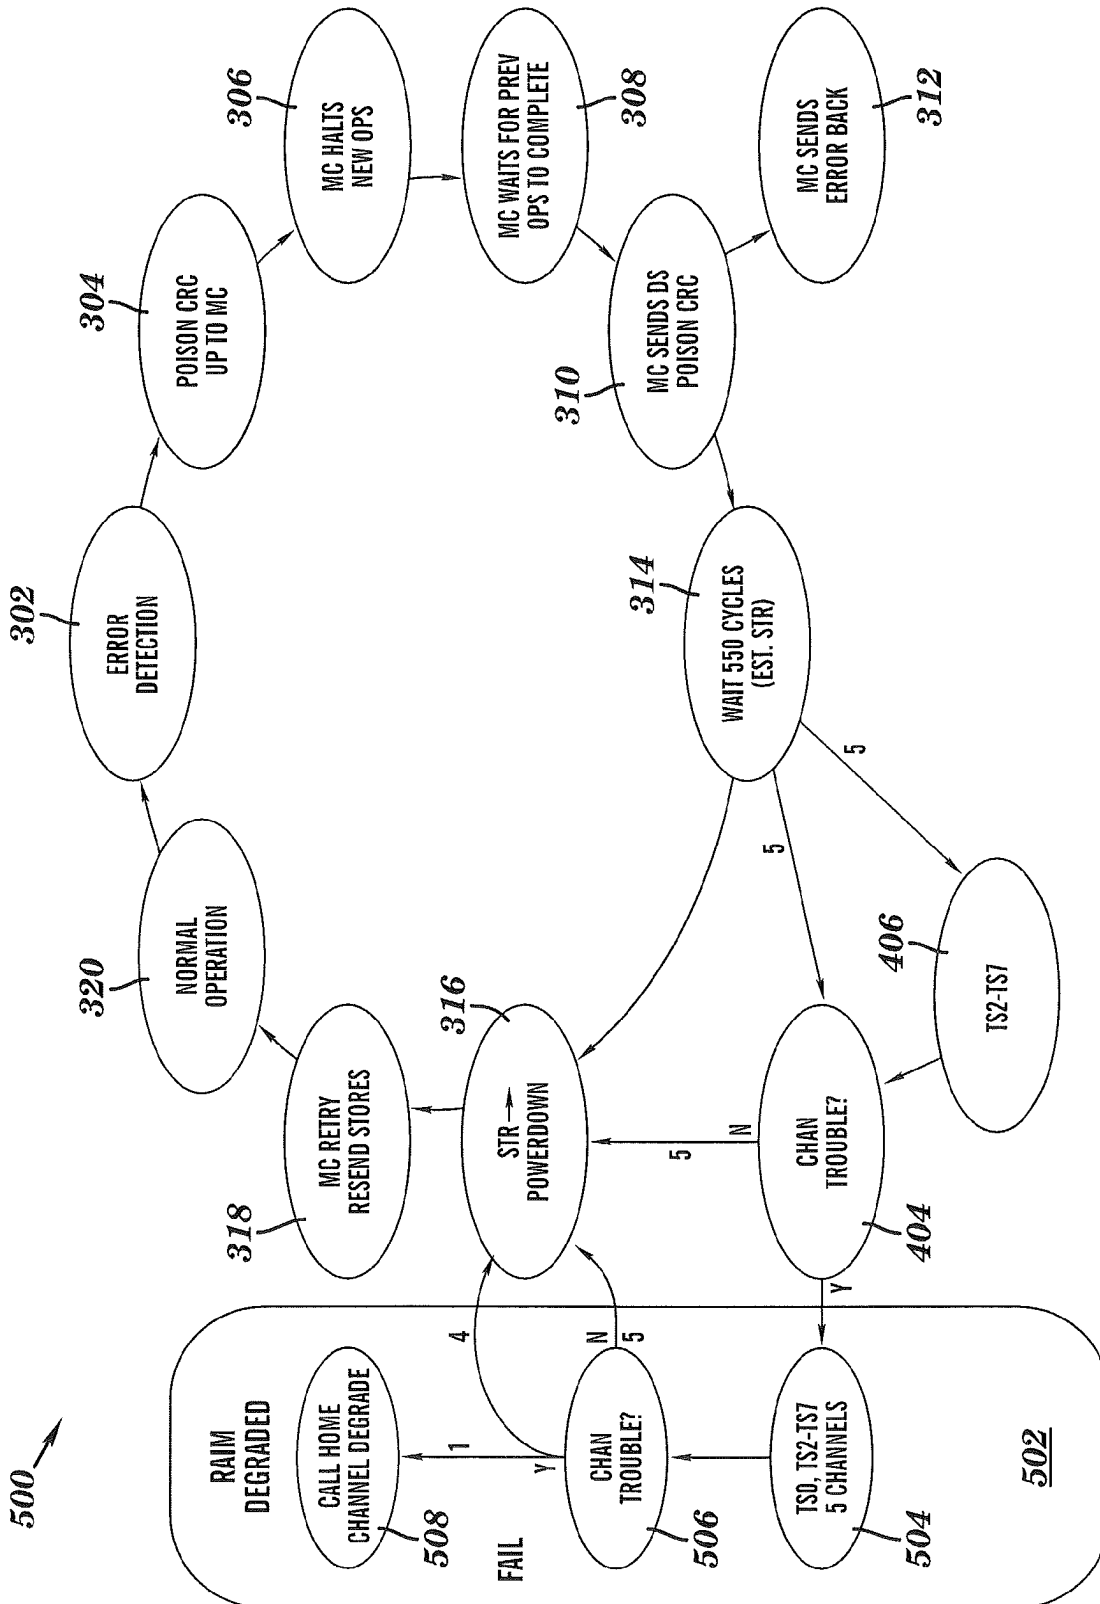 500
302
ERROR
DETECTION
304
POISON CRC
UP TO MC
306
MC HALTS
NEW OPS
MC WAITS FOR PREV
OPS TO COMPLETE
308
310
MC SENDS DS
POISON CRC
MC SENDS
ERROR BACK
312
314
WAIT 550 CYCLES
(EST. STR)
5
5
406
TS2-TS7
CHAN
TROUBLE?
404
N
5
Y
316
STR →
POWERDOWN
318
MC RETRY
RESEND STORES
320
NORMAL
OPERATION
RAIM
DEGRADED
CALL HOME
CHANNEL DEGRADE
508
FAIL
1
Y
4
N
5
CHAN
TROUBLE?
506
TS0, TS2-TS7
5 CHANNELS
504
502